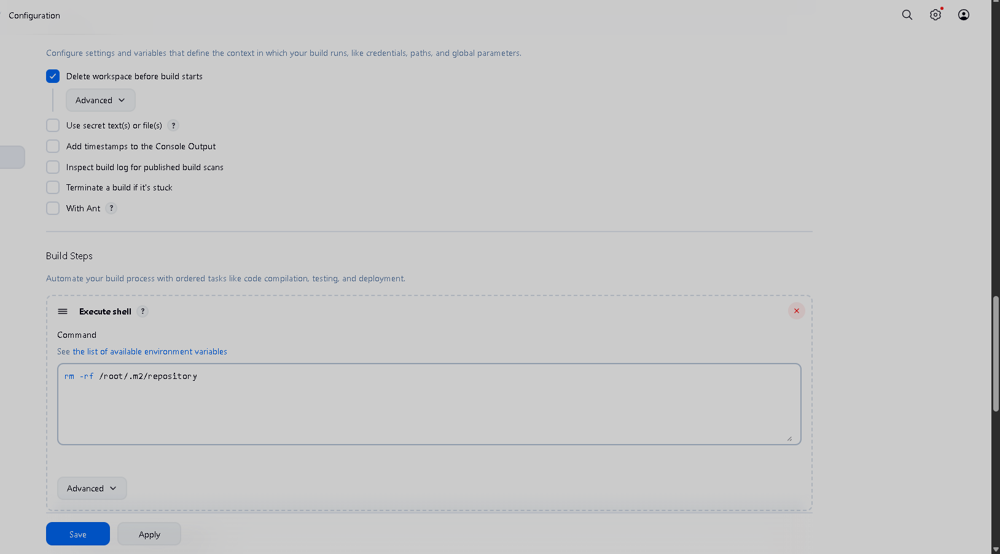 Configuration
Configure settings and variables that define the context in which your build runs, like credentials, paths, and global parameters.
Delete workspace before build starts
Advanced
Use secret text(s) or file(s) ?
Add timestamps to the Console Output
Inspect build log for published build scans
Terminate a build if it's stuck
With Ant ?
Build Steps
Automate your build process with ordered tasks like code compilation, testing, and deployment.
Execute shell ?
Command
See the list of available environment variables
rm -rf /root/.m2/repository
Advanced
Save Apply